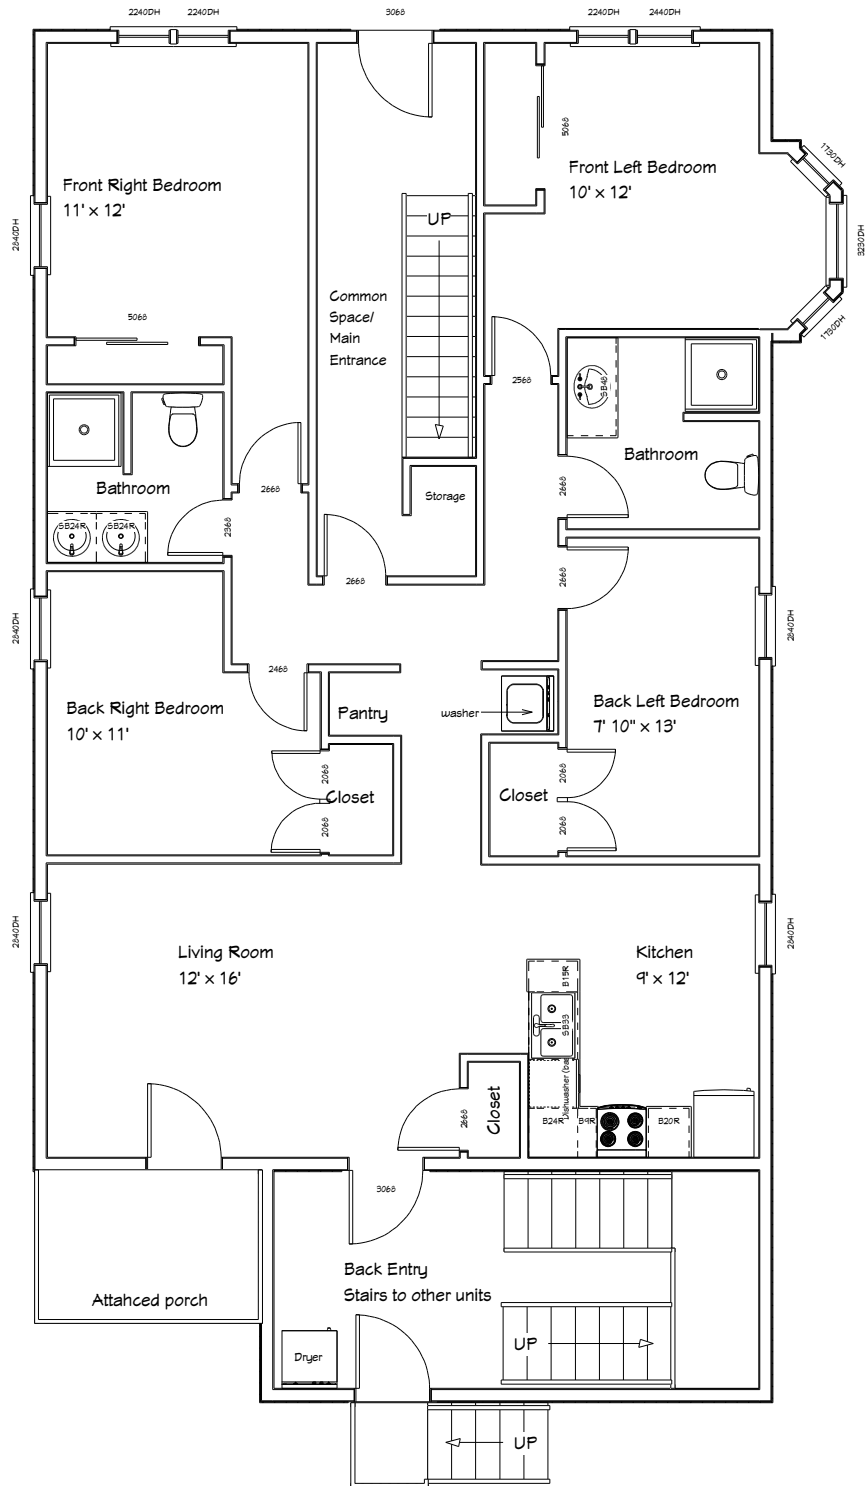 2240DH
2240DH
3068
2240DH
2440DH
1730DH
5068
Front Left Bedroom
10' x 12'
Front Right Bedroom
11' x 12'
2840DH
UP
3230DH
Common
Space/
Main
Entrance
5068
1730DH
2568
SB48
Bathroom
Bathroom
2668
2668
Storage
SB24R
SB24R
2368
2668
2668
2840DH
2840DH
2468
Back Right Bedroom
10' x 11'
Pantry
washer
Back Left Bedroom
7' 10" x 13'
2068
Closet
2068
2068
Closet
2068
2840DH
2840DH
Living Room
12' x 16'
Kitchen
9' x 12'
B15R
SB33
Dishwasher (ba
Closet
2668
B24R
B9R
B20R
3068
Back Entry
Stairs to other units
Attahced porch
UP
Dryer
UP